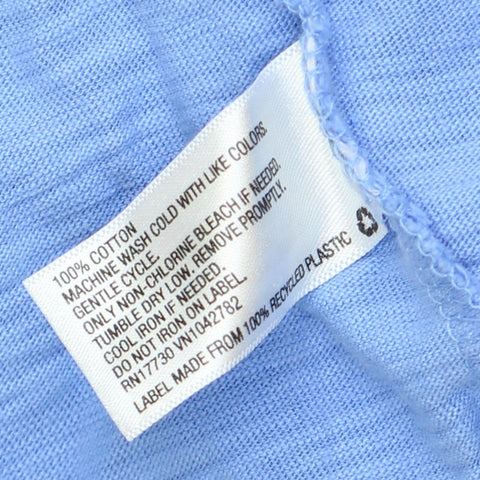 100% COTTON
MACHINE WASH COLD WITH LIKE COLORS.
GENTLE CYCLE.
ONLY NON-CHLORINE BLEACH IF NEEDED.
TUMBLE DRY LOW. REMOVE PROMPTLY.
COOL IRON IF NEEDED.
DO NOT IRON ON LABEL.
RN17730 VN1042782
LABEL MADE FROM 100% RECYCLED PLASTIC